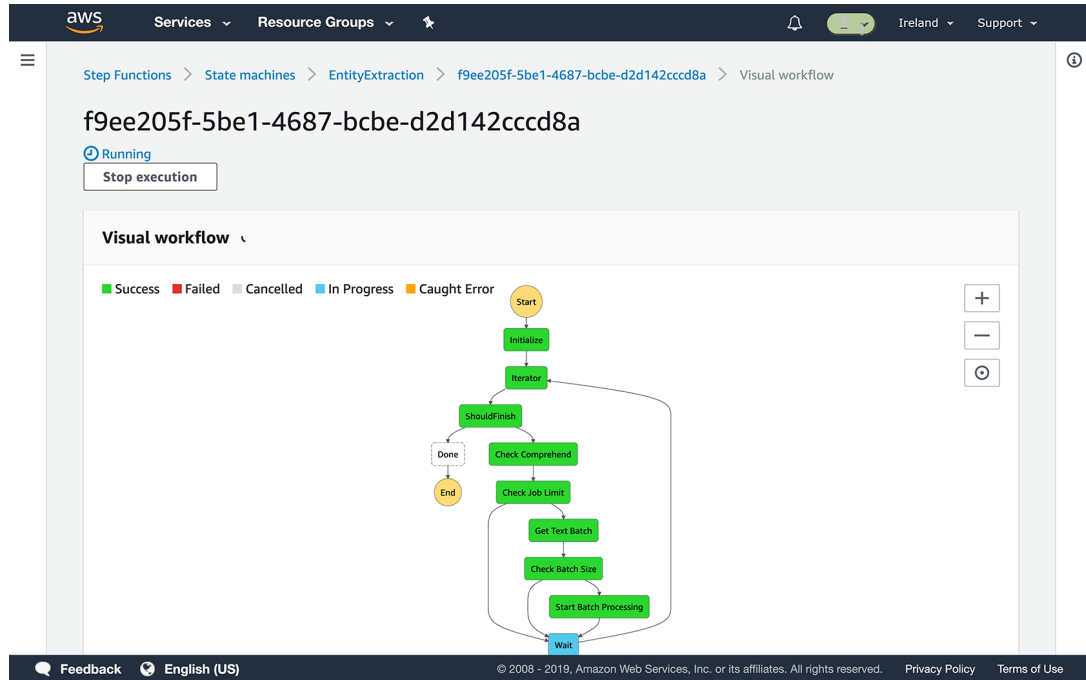 aws Services Resource Groups Ireland Support
Step Functions > State machines > EntityExtraction > f9ee205f-5be1-4687-bcbe-d2d142cccd8a > Visual workflow
f9ee205f-5be1-4687-bcbe-d2d142cccd8a
Running
Stop execution
Visual workflow
Success Failed Cancelled In Progress Caught Error
Start
Initialize
Iterator
ShouldFinish
Done Check Comprehend
End Check Job Limit
Get Text Batch
Check Batch Size
Start Batch Processing
Wait
Feedback English (US) © 2008 - 2019, Amazon Web Services, Inc. or its affiliates. All rights reserved. Privacy Policy Terms of Use